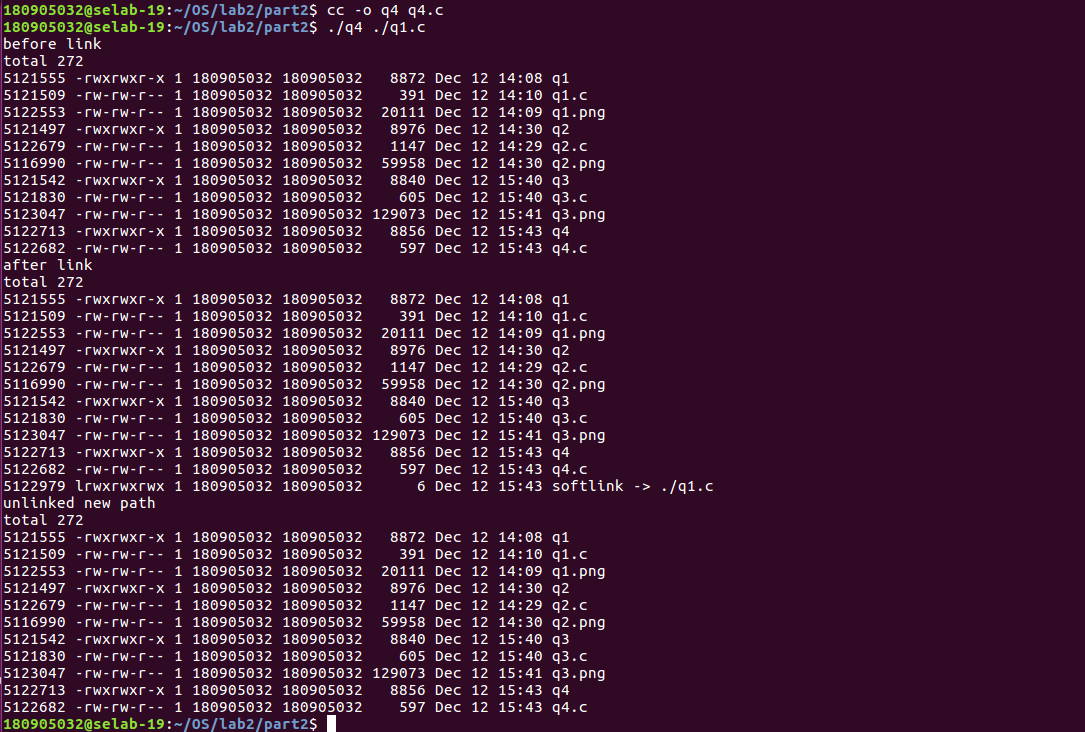 180905032@selab-19:~/OS/lab2/part2$ cc -o q4 q4.c
180905032@selab-19:~/OS/lab2/part2$ ./q4 ./q1.c
before link
total 272
5121555 -rwxrwxr-x 1 180905032 180905032   8872 Dec 12 14:08 q1
5121509 -rw-rw-r-- 1 180905032 180905032    391 Dec 12 14:10 q1.c
5122553 -rw-rw-r-- 1 180905032 180905032  20111 Dec 12 14:09 q1.png
5121497 -rwxrwxr-x 1 180905032 180905032   8976 Dec 12 14:30 q2
5122679 -rw-rw-r-- 1 180905032 180905032   1147 Dec 12 14:29 q2.c
5116990 -rw-rw-r-- 1 180905032 180905032  59958 Dec 12 14:30 q2.png
5121542 -rwxrwxr-x 1 180905032 180905032   8840 Dec 12 15:40 q3
5121830 -rw-rw-r-- 1 180905032 180905032    605 Dec 12 15:40 q3.c
5123047 -rw-rw-r-- 1 180905032 180905032 129073 Dec 12 15:41 q3.png
5122713 -rwxrwxr-x 1 180905032 180905032   8856 Dec 12 15:43 q4
5122682 -rw-rw-r-- 1 180905032 180905032    597 Dec 12 15:43 q4.c
after link
total 272
5121555 -rwxrwxr-x 1 180905032 180905032   8872 Dec 12 14:08 q1
5121509 -rw-rw-r-- 1 180905032 180905032    391 Dec 12 14:10 q1.c
5122553 -rw-rw-r-- 1 180905032 180905032  20111 Dec 12 14:09 q1.png
5121497 -rwxrwxr-x 1 180905032 180905032   8976 Dec 12 14:30 q2
5122679 -rw-rw-r-- 1 180905032 180905032   1147 Dec 12 14:29 q2.c
5116990 -rw-rw-r-- 1 180905032 180905032  59958 Dec 12 14:30 q2.png
5121542 -rwxrwxr-x 1 180905032 180905032   8840 Dec 12 15:40 q3
5121830 -rw-rw-r-- 1 180905032 180905032    605 Dec 12 15:40 q3.c
5123047 -rw-rw-r-- 1 180905032 180905032 129073 Dec 12 15:41 q3.png
5122713 -rwxrwxr-x 1 180905032 180905032   8856 Dec 12 15:43 q4
5122682 -rw-rw-r-- 1 180905032 180905032    597 Dec 12 15:43 q4.c
5122979 lrwxrwxrwx 1 180905032 180905032      6 Dec 12 15:43 softlink -> ./q1.c
unlinked new path
total 272
5121555 -rwxrwxr-x 1 180905032 180905032   8872 Dec 12 14:08 q1
5121509 -rw-rw-r-- 1 180905032 180905032    391 Dec 12 14:10 q1.c
5122553 -rw-rw-r-- 1 180905032 180905032  20111 Dec 12 14:09 q1.png
5121497 -rwxrwxr-x 1 180905032 180905032   8976 Dec 12 14:30 q2
5122679 -rw-rw-r-- 1 180905032 180905032   1147 Dec 12 14:29 q2.c
5116990 -rw-rw-r-- 1 180905032 180905032  59958 Dec 12 14:30 q2.png
5121542 -rwxrwxr-x 1 180905032 180905032   8840 Dec 12 15:40 q3
5121830 -rw-rw-r-- 1 180905032 180905032    605 Dec 12 15:40 q3.c
5123047 -rw-rw-r-- 1 180905032 180905032 129073 Dec 12 15:41 q3.png
5122713 -rwxrwxr-x 1 180905032 180905032   8856 Dec 12 15:43 q4
5122682 -rw-rw-r-- 1 180905032 180905032    597 Dec 12 15:43 q4.c
180905032@selab-19:~/OS/lab2/part2$